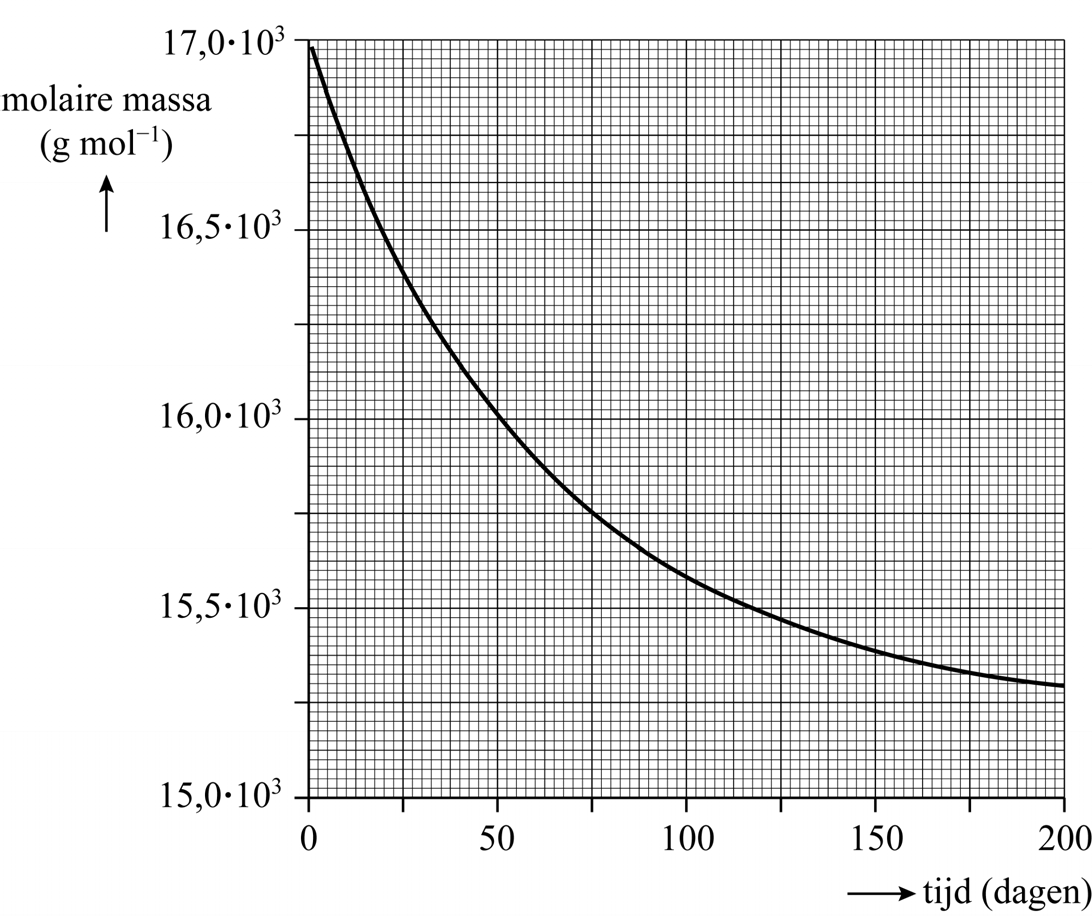 17,0·10³
molaire massa
(g mol⁻¹)
16,5·10³
16,0·10³
15,5·10³
15,0·10³
0 50 100 150 200
tijd (dagen)